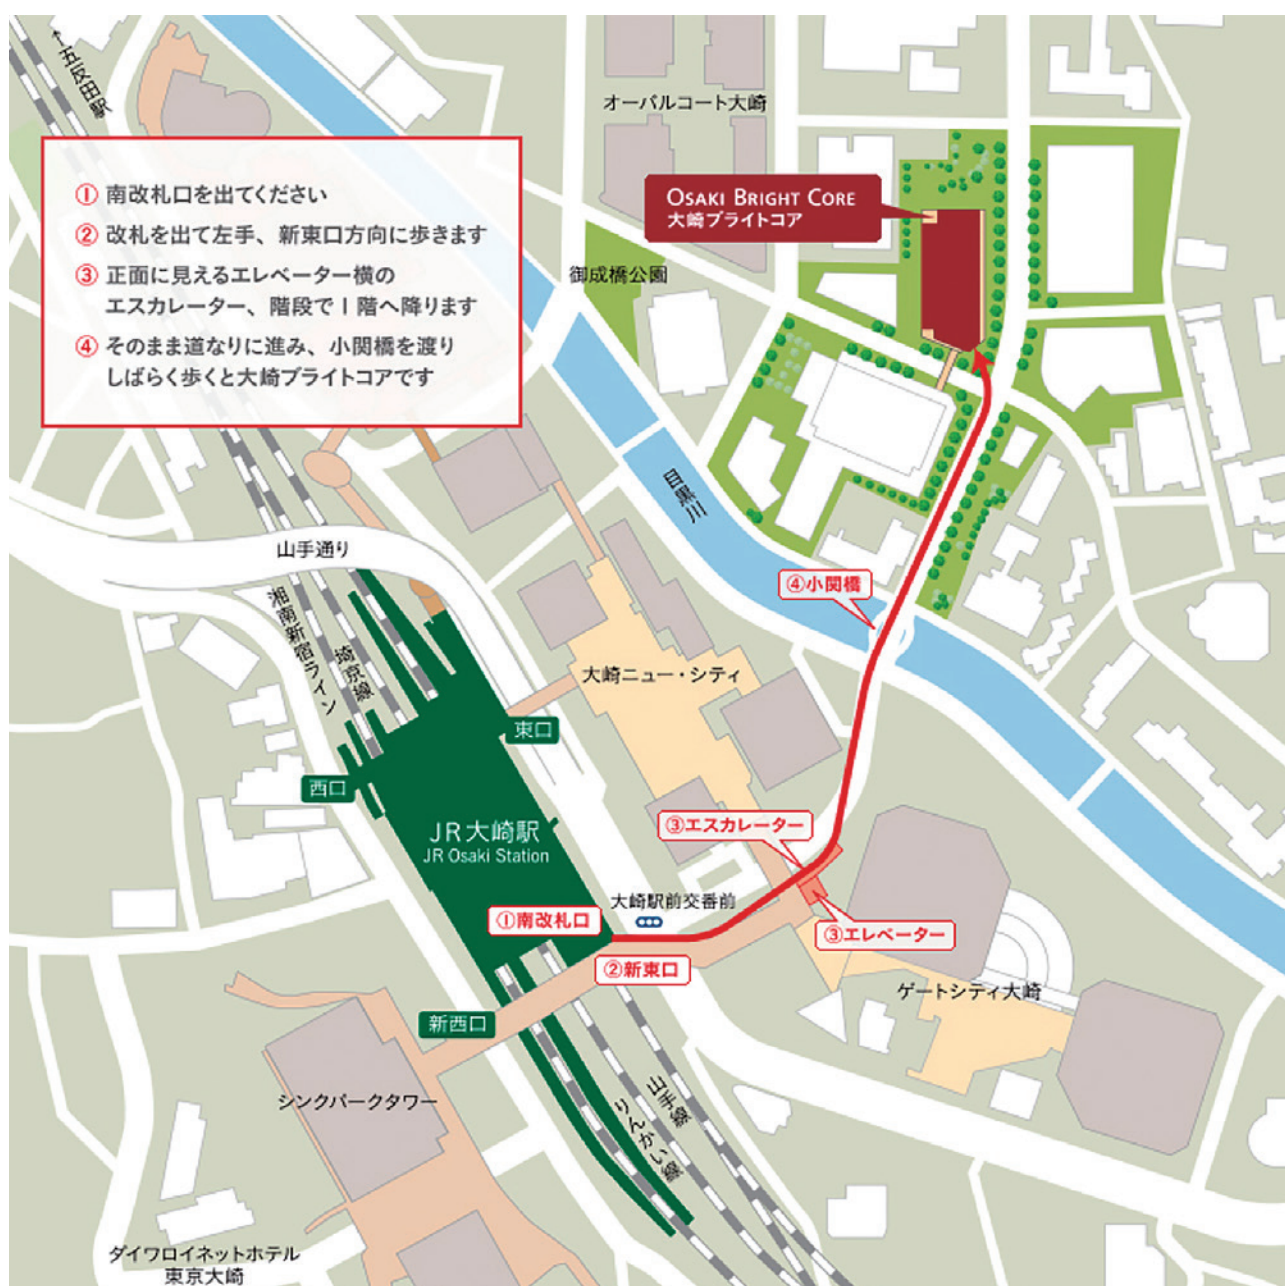 ←五反田駅
① 南改札口を出てください
② 改札を出て左手、新東口方向に歩きます
③ 正面に見えるエレベーター横の
エスカレーター、階段で1階へ降ります
④ そのまま道なりに進み、小関橋を渡り
しばらく歩くと大崎ブライトコアです
オーバルコート大崎
OSAKI BRIGHT CORE
大崎ブライトコア
御成橋公園
目黒川
山手通り
湘南新宿ライン
埼京線
④小関橋
大崎ニュー・シティ
東口
西口
JR大崎駅
JR Osaki Station
③エスカレーター
大崎駅前交番前
①南改札口
③エレベーター
②新東口
ゲートシティ大崎
新西口
シンクパークタワー
山手線
りんかい線
ダイワロイネットホテル
東京大崎